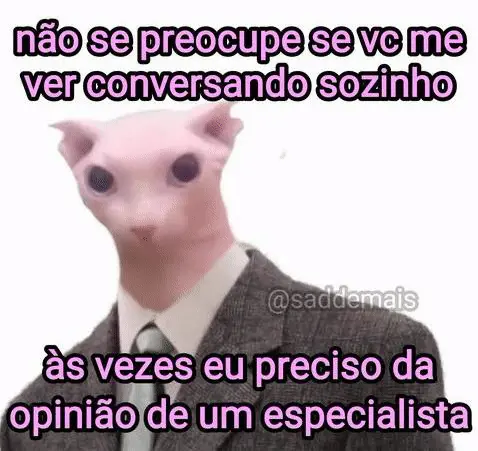 não se preocupe se vc me
ver conversando sozinho
@saddemais
às vezes eu preciso da
opinião de um especialista